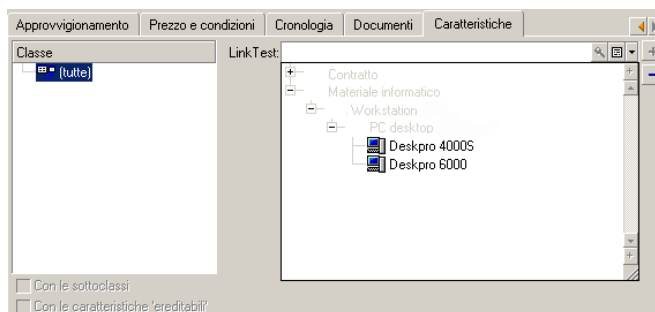 Approvvigionamento Prezzo e condizioni Cronologia Documenti Caratteristiche
Classe LinkTest:
(tutte)
Contratto
Materiale informatico
Workstation
PC desktop
Deskpro 4000S
Deskpro 6000
Con le sottoclassi
Con le caratteristiche 'ereditabili'